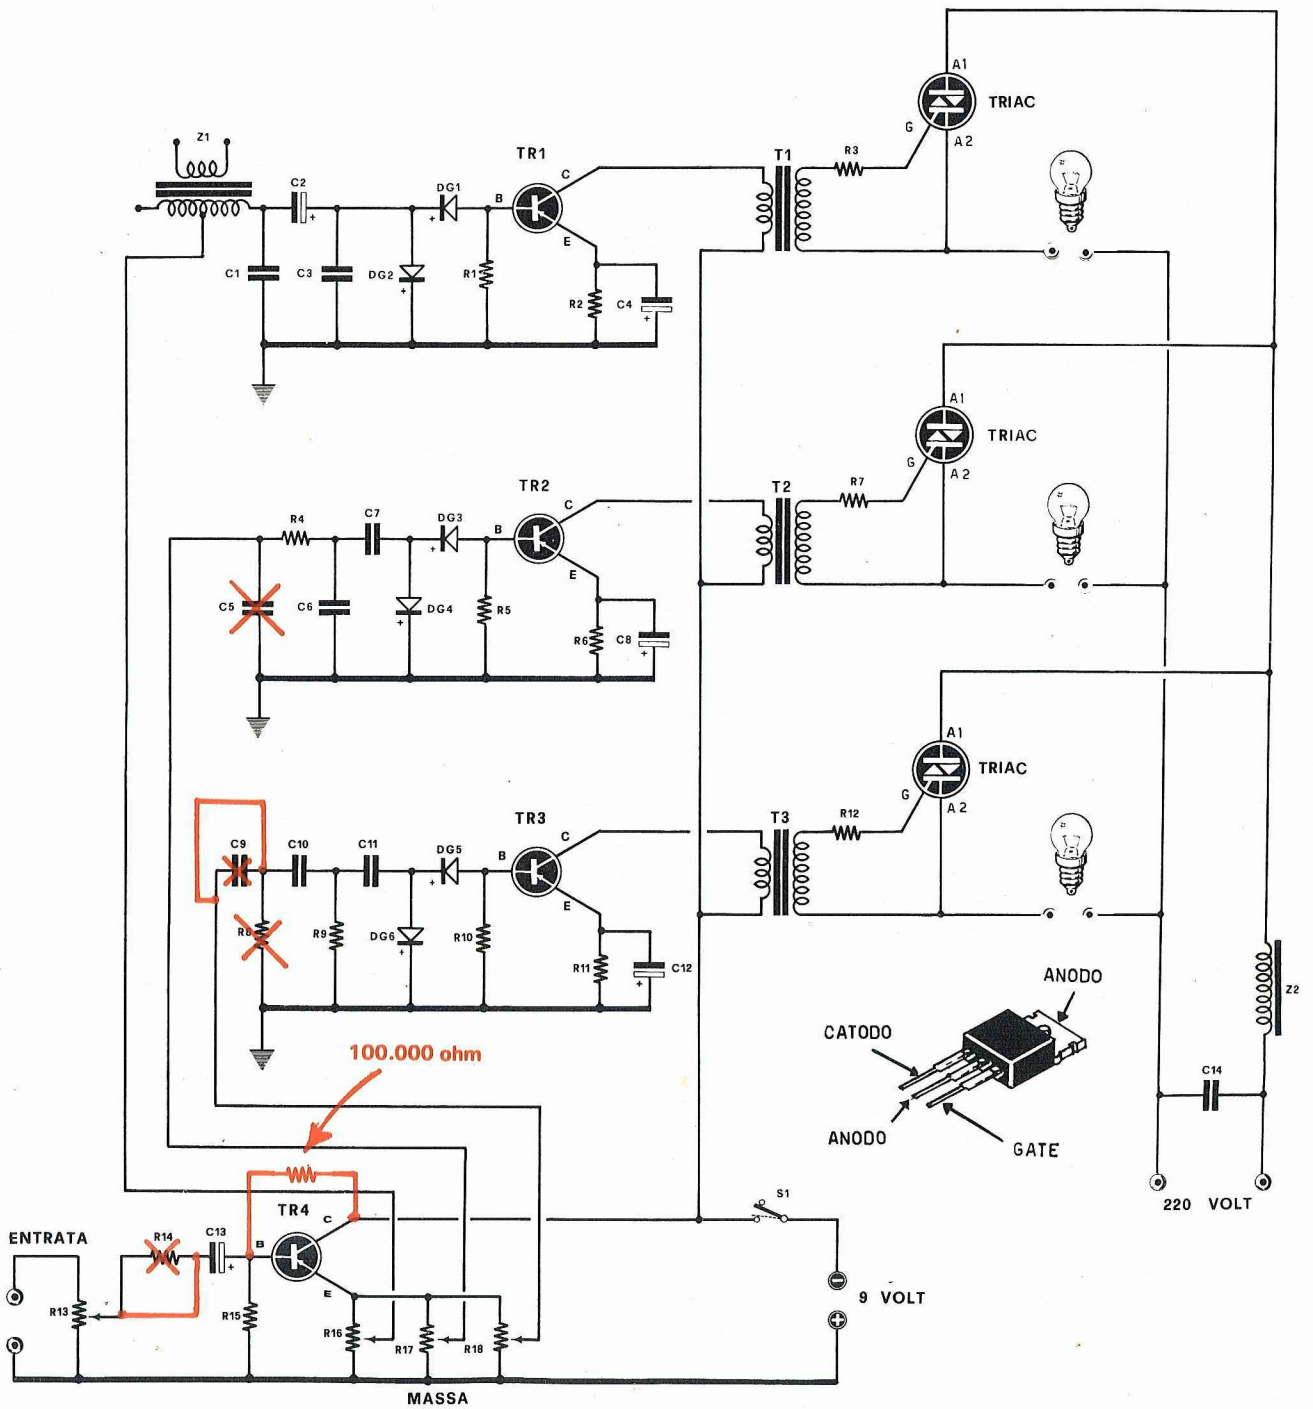 Z1
TR1
C2
DG1
B
C
E
C1
C3
DG2
R1
R2
C4
+
+
+
+
T1
R3
G
A1
A2
TRIAC
TR2
R4
C7
DG3
B
C
E
C5
C6
DG4
R5
R6
C8
+
+
+
T2
R7
G
A1
A2
TRIAC
TR3
C9
C10
C11
DG5
B
C
E
R8
R9
DG6
R10
R11
C12
+
+
+
T3
R12
G
A1
A2
TRIAC
100.000 ohm
ANODO
CATODO
ANODO
GATE
Z2
C14
220 VOLT
ENTRATA
R14
C13
+
TR4
B
C
E
R13
R15
R16
R17
R18
S1
-
9 VOLT
+
MASSA